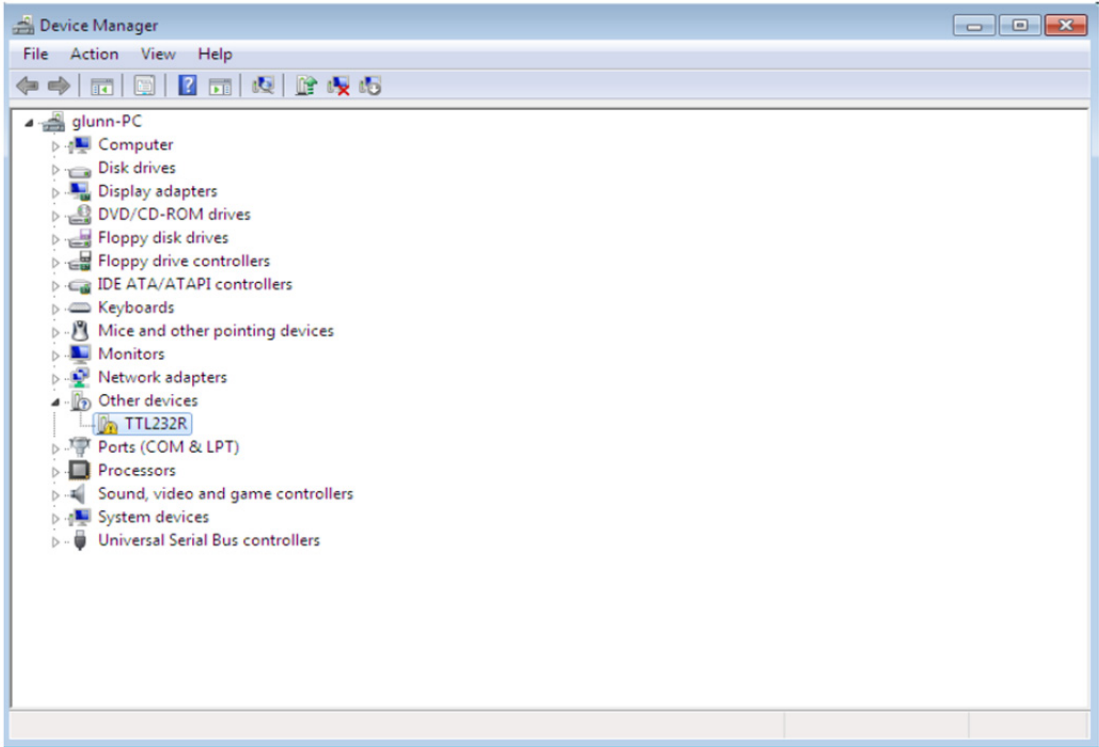 Device Manager
File Action View Help
glunn-PC
Computer
Disk drives
Display adapters
DVD/CD-ROM drives
Floppy disk drives
Floppy drive controllers
IDE ATA/ATAPI controllers
Keyboards
Mice and other pointing devices
Monitors
Network adapters
Other devices
TTL232R
Ports (COM & LPT)
Processors
Sound, video and game controllers
System devices
Universal Serial Bus controllers